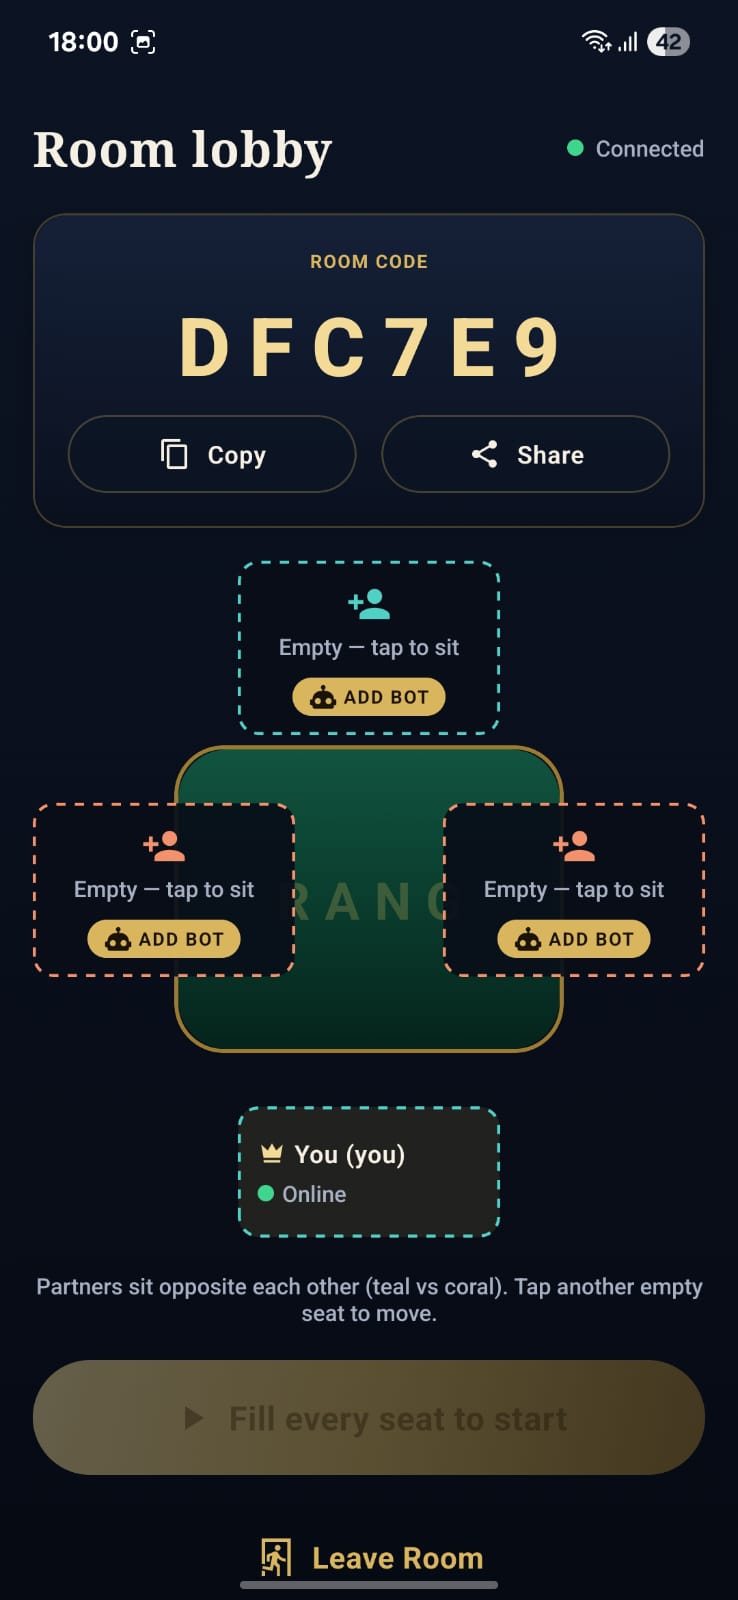 18:00
42
Room lobby
Connected
ROOM CODE
DFC7E9
Copy
Share
Empty — tap to sit
ADD BOT
Empty — tap to sit
ADD BOT
RANG
Empty — tap to sit
ADD BOT
You (you)
Online
Partners sit opposite each other (teal vs coral). Tap another empty
seat to move.
Fill every seat to start
Leave Room